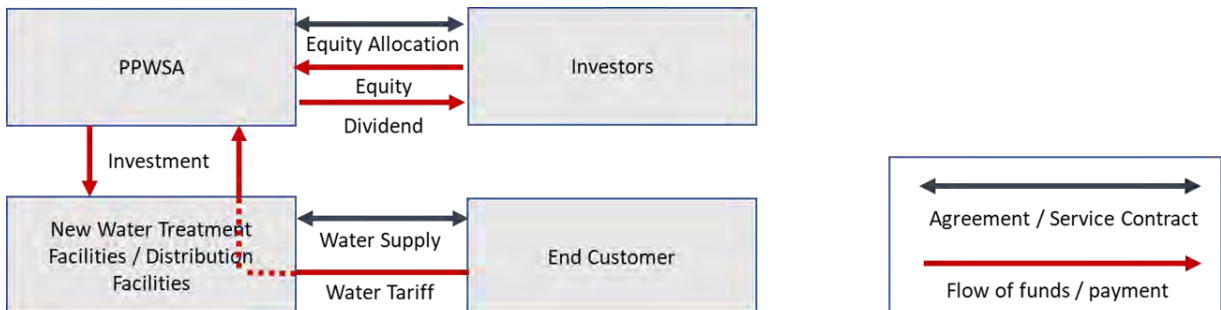 PPWSA
Equity Allocation
Equity
Dividend
Investors
Investment
New Water Treatment
Facilities / Distribution
Facilities
Water Supply
Water Tariff
End Customer
Agreement / Service Contract
Flow of funds / payment